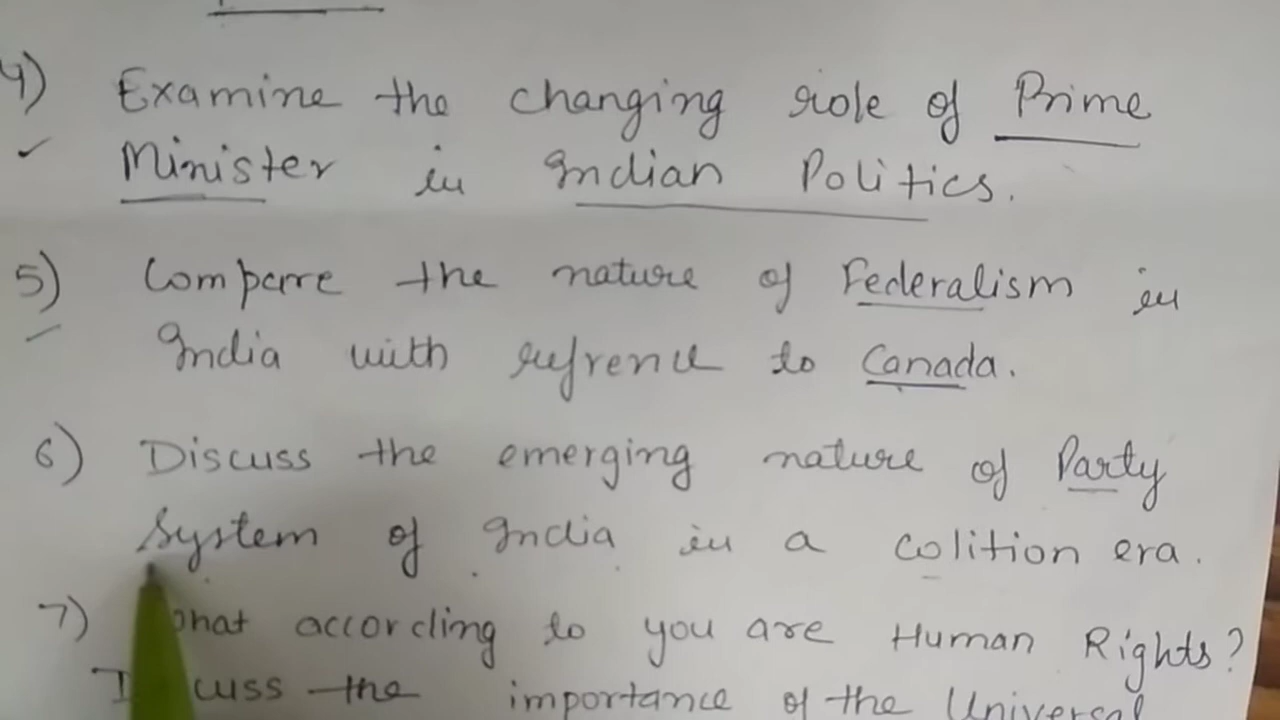 4) Examine the changing role of Prime
Minister in Indian Politics.
5) Compare the nature of Federalism in
India with refrence to Canada.
6) Discuss the emerging nature of Party
System of India in a colition era.
7) what according to you are Human Rights?
the importance of the Universal